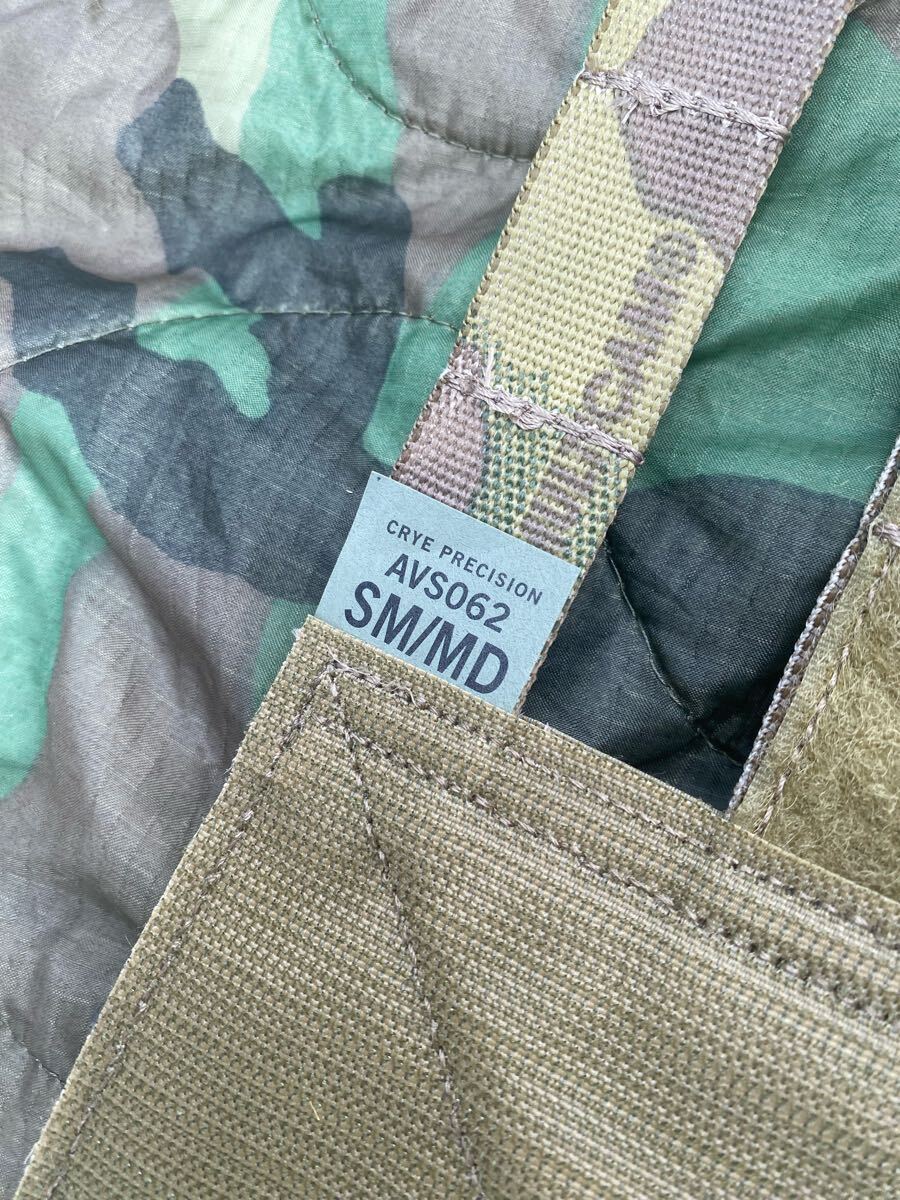 CRYE PRECISION
AVS062
SM/MD